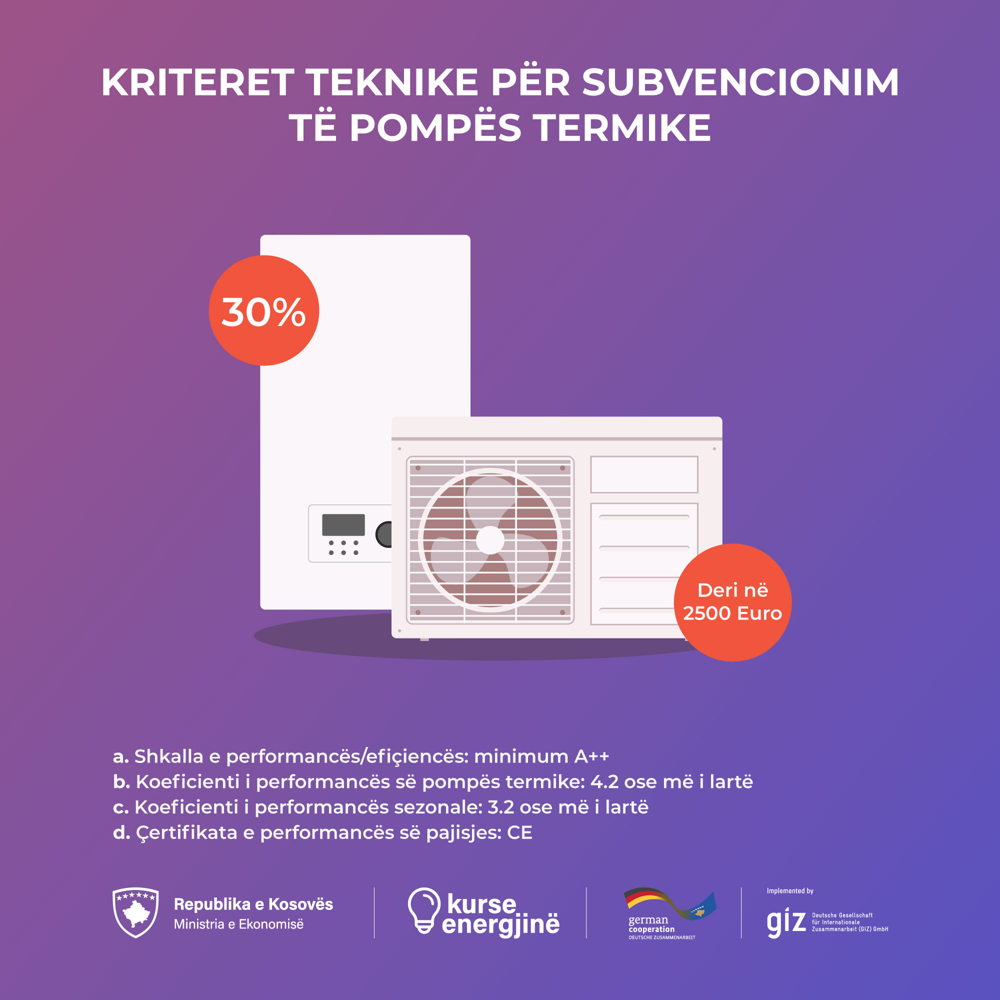 KRITERET TEKNIKE PËR SUBVENCIONIM
TË POMPËS TERMIKE
30%
Deri në
2500 Euro
a. Shkalla e performancës/efiçiencës: minimum A++
b. Koeficienti i performancës së pompës termike: 4.2 ose më i lartë
c. Koeficienti i performancës sezonale: 3.2 ose më i lartë
d. Çertifikata e performancës së pajisjes: CE
Republika e Kosovës
Ministria e Ekonomisë
kurse
energjinë
german
cooperation
DEUTSCHE ZUSAMMENARBEIT
Implemented by
giz
Deutsche Gesellschaft
für Internationale
Zusammenarbeit (GIZ) GmbH